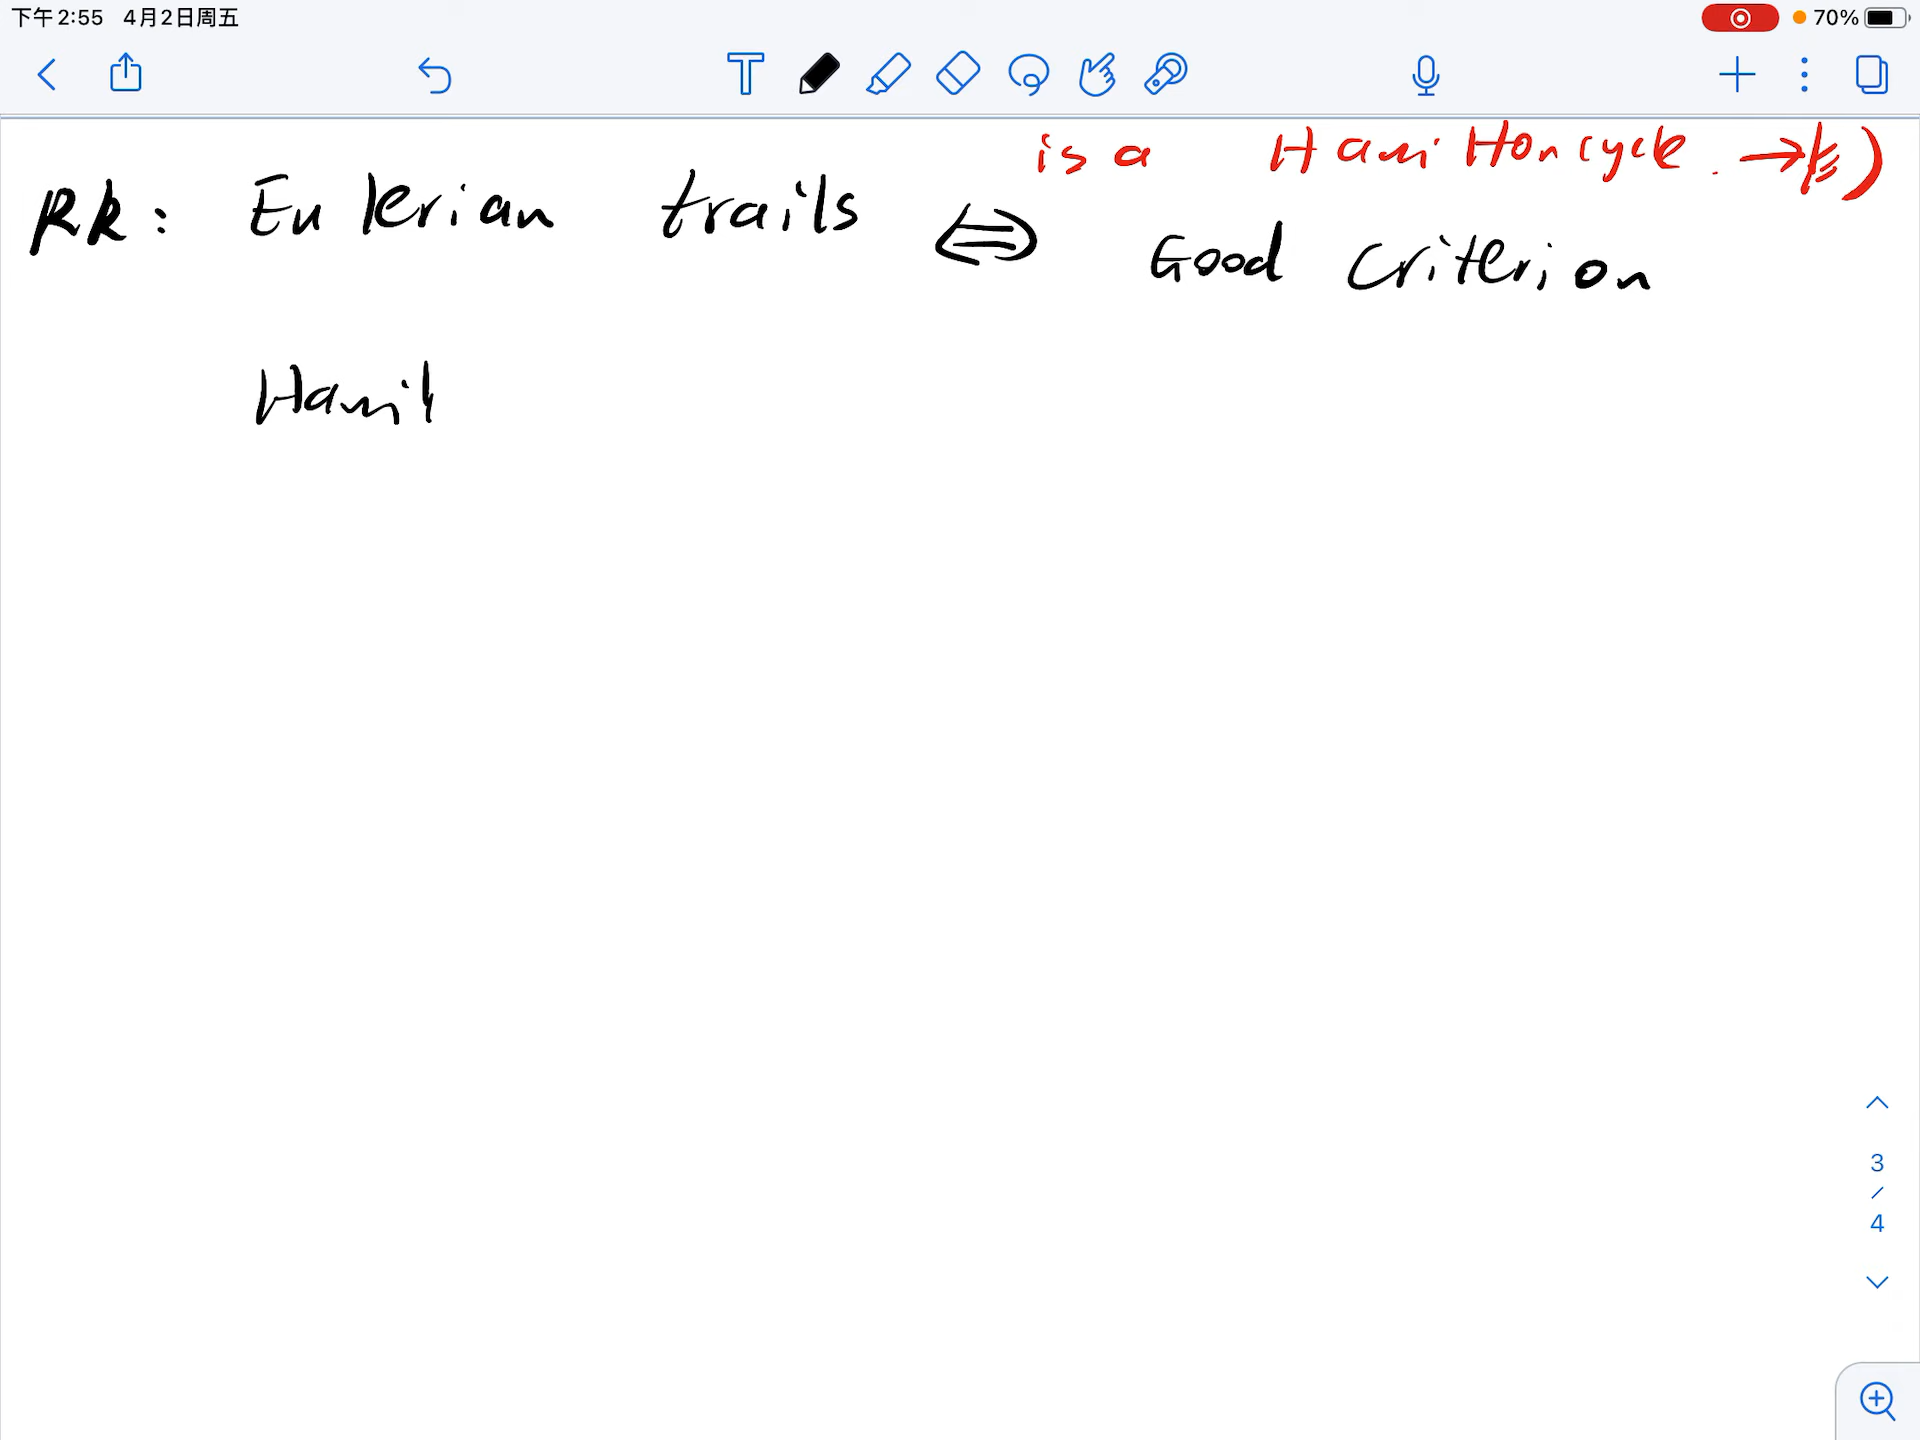 下午2:55 4月2日周五 70%
T
is a Hamilton cycle. →
RK: Eulerian trails ⇔ Good criterion
Hamil
3
/
4